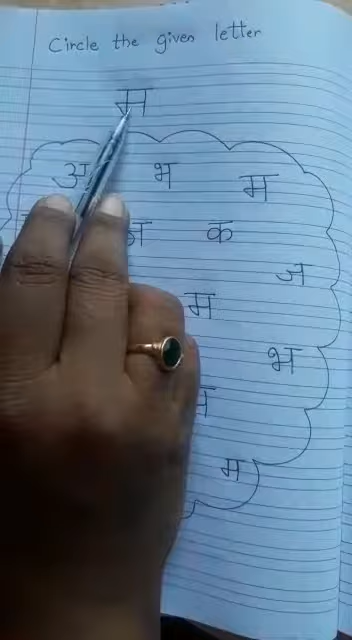 Circle the given letter
म
अ भ म
क
ज
म
भ
म